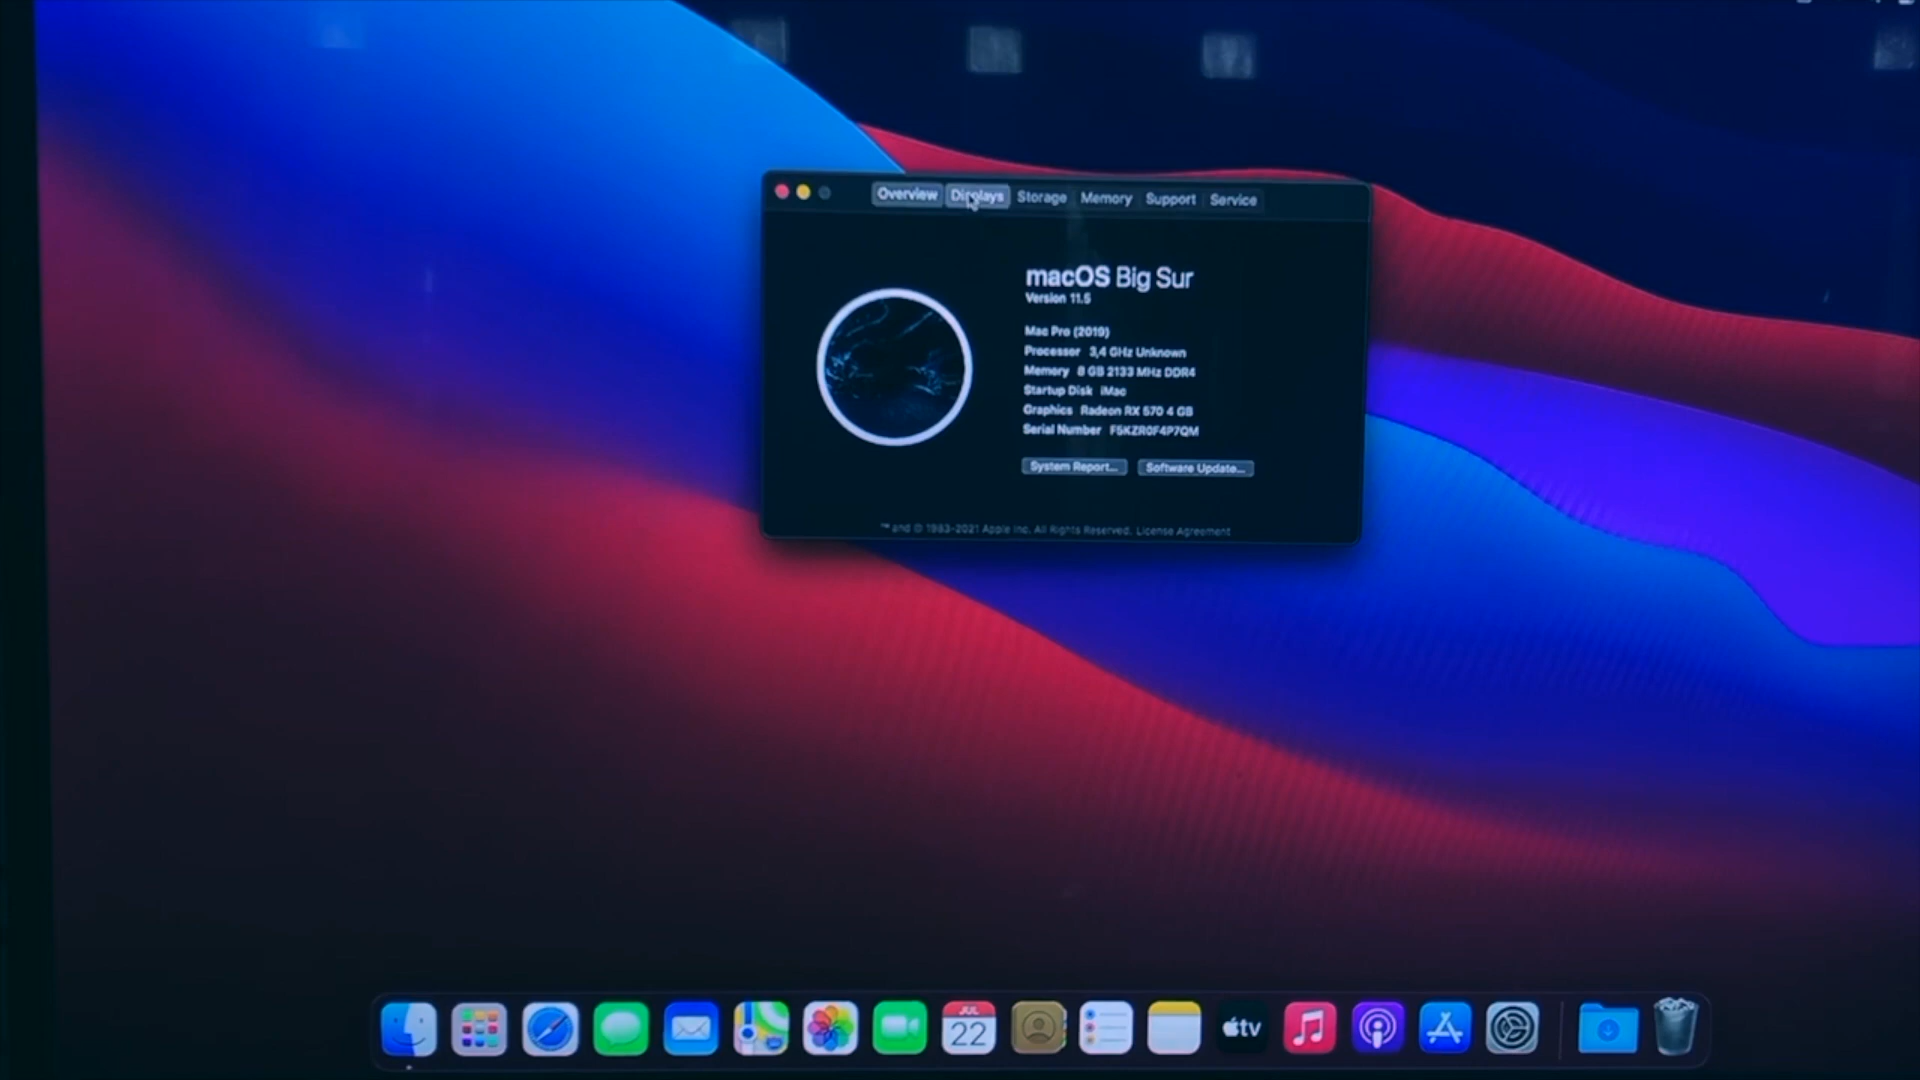 Overview Displays Storage Memory Support Service
macOS Big Sur
Version 11.5
Mac Pro (2019)
Processor 3,4 GHz Unknown
Memory 8 GB 2133 MHz DDR4
Startup Disk iMac
Graphics Radeon RX 570 4 GB
Serial Number F5KZR0F4P7QM
System Report... Software Update...
™ and © 1983-2021 Apple Inc. All Rights Reserved. License Agreement
JUL
22
tv